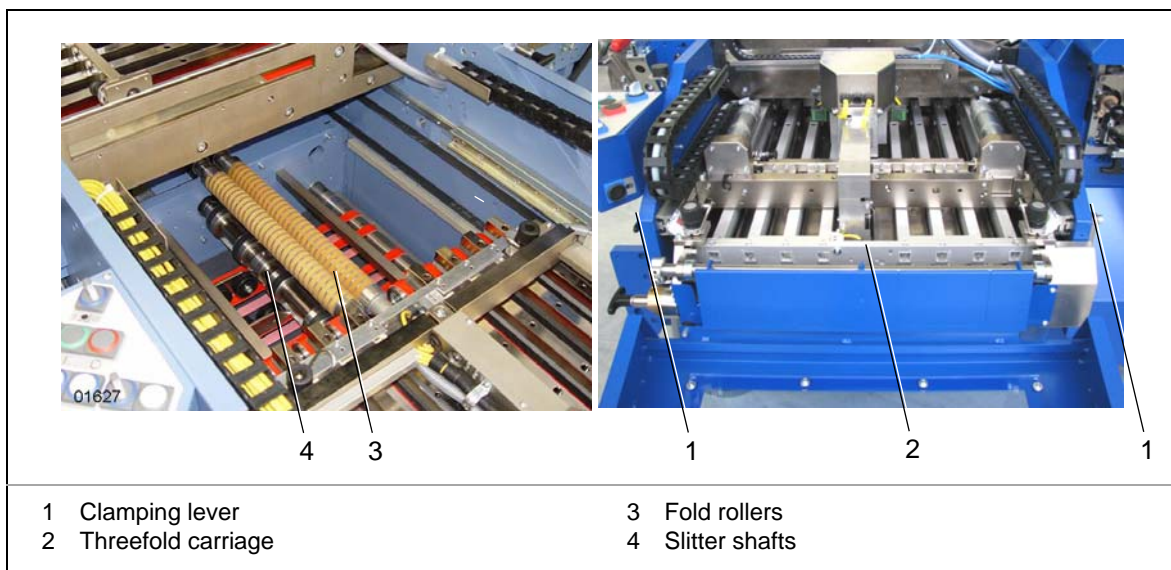 01627
4 3
1 2 1
1 Clamping lever
2 Threefold carriage
3 Fold rollers
4 Slitter shafts